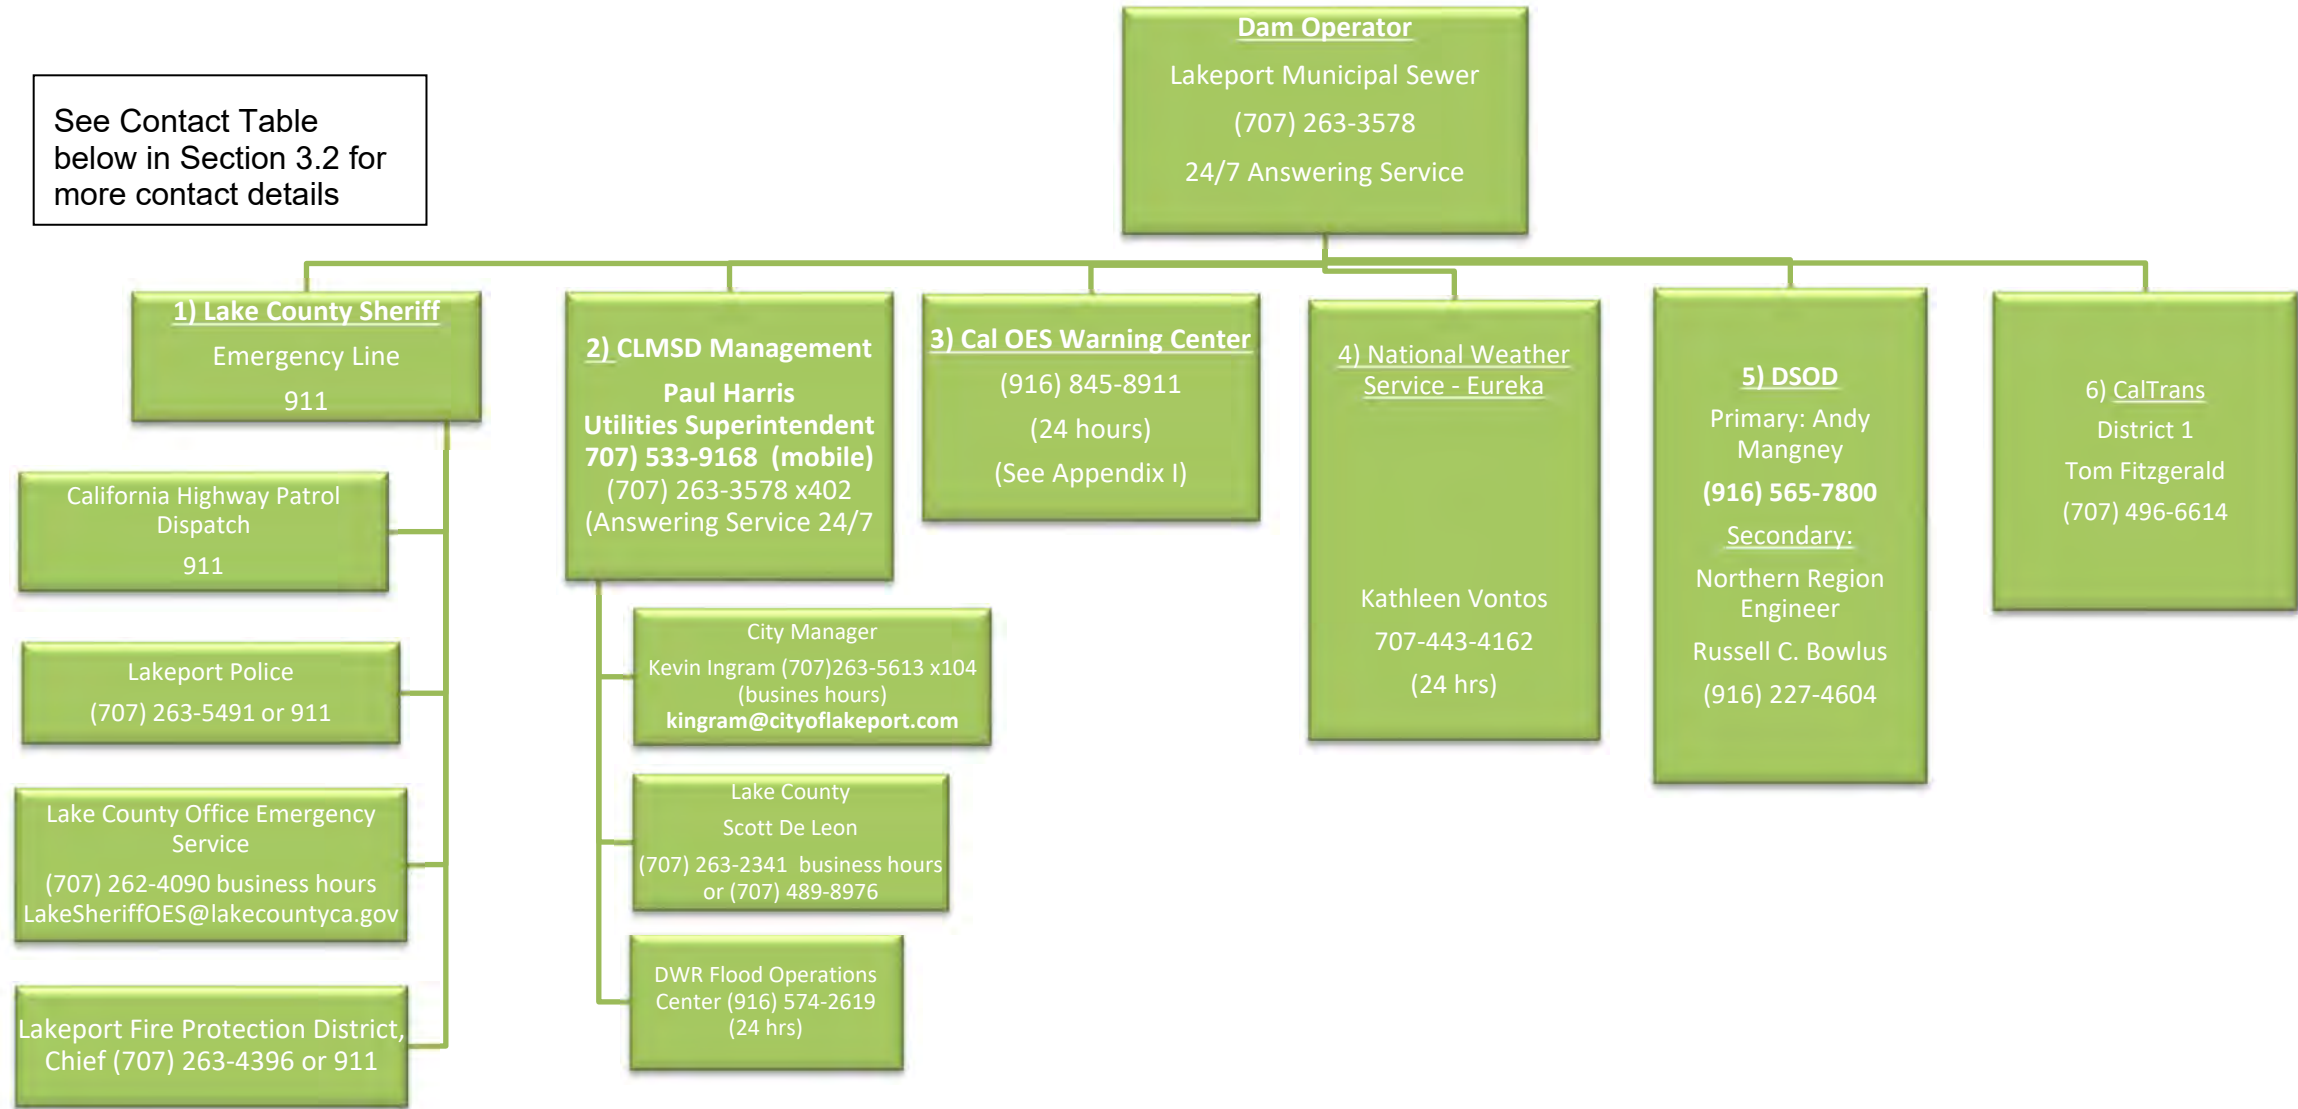 Dam Operator
Lakeport Municipal Sewer
(707) 263-3578
24/7 Answering Service
See Contact Table
below in Section 3.2 for
more contact details
1) Lake County Sheriff
Emergency Line
911
California Highway Patrol
Dispatch
911
Lakeport Police
(707) 263-5491 or 911
Lake County Office Emergency
Service
(707) 262-4090 business hours
LakeSheriffOES@lakecountyca.gov
Lakeport Fire Protection District,
Chief (707) 263-4396 or 911
2) CLMSD Management
Paul Harris
Utilities Superintendent
707) 533-9168  (mobile)
(707) 263-3578 x402
(Answering Service 24/7
City Manager
Kevin Ingram (707)263-5613 x104
(busines hours)
kingram@cityoflakeport.com
Lake County
Scott De Leon
(707) 263-2341  business hours
or (707) 489-8976
DWR Flood Operations
Center (916) 574-2619
(24 hrs)
3) Cal OES Warning Center
(916) 845-8911
(24 hours)
(See Appendix I)
4) National Weather
Service - Eureka
Kathleen Vontos
707-443-4162
(24 hrs)
5) DSOD
Primary: Andy
Mangney
(916) 565-7800
Secondary:
Northern Region
Engineer
Russell C. Bowlus
(916) 227-4604
6) CalTrans
District 1
Tom Fitzgerald
(707) 496-6614